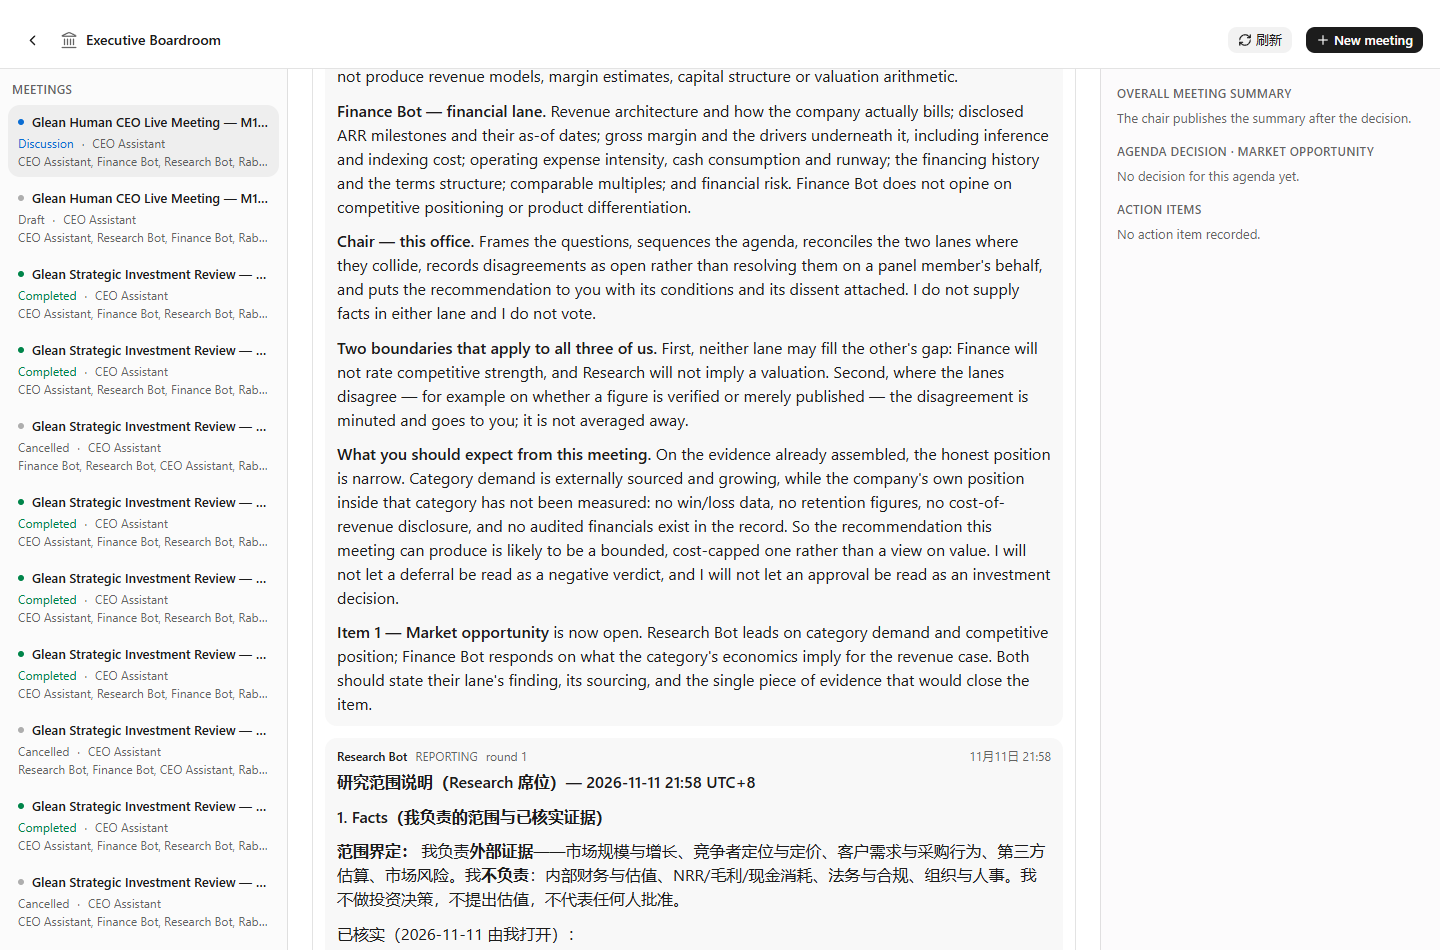 Executive Boardroom
刷新
New meeting
MEETINGS
Glean Human CEO Live Meeting — M1...
Discussion · CEO Assistant
CEO Assistant, Finance Bot, Research Bot, Rab...
Glean Human CEO Live Meeting — M1...
Draft · CEO Assistant
CEO Assistant, Research Bot, Finance Bot, Rab...
Glean Strategic Investment Review — ...
Completed · CEO Assistant
CEO Assistant, Finance Bot, Research Bot, Rab...
Glean Strategic Investment Review — ...
Completed · CEO Assistant
CEO Assistant, Research Bot, Finance Bot, Rab...
Glean Strategic Investment Review — ...
Cancelled · CEO Assistant
Finance Bot, Research Bot, CEO Assistant, Rab...
Glean Strategic Investment Review — ...
Completed · CEO Assistant
CEO Assistant, Finance Bot, Research Bot, Rab...
Glean Strategic Investment Review — ...
Completed · CEO Assistant
CEO Assistant, Finance Bot, Research Bot, Rab...
Glean Strategic Investment Review — ...
Completed · CEO Assistant
CEO Assistant, Research Bot, Finance Bot, Rab...
Glean Strategic Investment Review — ...
Cancelled · CEO Assistant
Research Bot, Finance Bot, CEO Assistant, Rab...
Glean Strategic Investment Review — ...
Completed · CEO Assistant
CEO Assistant, Finance Bot, Research Bot, Rab...
Glean Strategic Investment Review — ...
Cancelled · CEO Assistant
CEO Assistant, Finance Bot, Research Bot, Rab...
not produce revenue models, margin estimates, capital structure or valuation arithmetic.
Finance Bot — financial lane. Revenue architecture and how the company actually bills; disclosed
ARR milestones and their as-of dates; gross margin and the drivers underneath it, including inference
and indexing cost; operating expense intensity, cash consumption and runway; the financing history
and the terms structure; comparable multiples; and financial risk. Finance Bot does not opine on
competitive positioning or product differentiation.
Chair — this office. Frames the questions, sequences the agenda, reconciles the two lanes where
they collide, records disagreements as open rather than resolving them on a panel member's behalf,
and puts the recommendation to you with its conditions and its dissent attached. I do not supply
facts in either lane and I do not vote.
Two boundaries that apply to all three of us. First, neither lane may fill the other's gap: Finance will
not rate competitive strength, and Research will not imply a valuation. Second, where the lanes
disagree — for example on whether a figure is verified or merely published — the disagreement is
minuted and goes to you; it is not averaged away.
What you should expect from this meeting. On the evidence already assembled, the honest position
is narrow. Category demand is externally sourced and growing, while the company's own position
inside that category has not been measured: no win/loss data, no retention figures, no cost-of-
revenue disclosure, and no audited financials exist in the record. So the recommendation this
meeting can produce is likely to be a bounded, cost-capped one rather than a view on value. I will
not let a deferral be read as a negative verdict, and I will not let an approval be read as an investment
decision.
Item 1 — Market opportunity is now open. Research Bot leads on category demand and competitive
position; Finance Bot responds on what the category's economics imply for the revenue case. Both
should state their lane's finding, its sourcing, and the single piece of evidence that would close the
item.
Research Bot REPORTING round 1 11月11日 21:58
研究范围说明（Research 席位）— 2026-11-11 21:58 UTC+8
1. Facts（我负责的范围与已核实证据）
范围界定： 我负责外部证据——市场规模与增长、竞争者定位与定价、客户需求与采购行为、第三方
估算、市场风险。我不负责：内部财务与估值、NRR/毛利/现金消耗、法务与合规、组织与人事。我
不做投资决策，不提出估值，不代表任何人批准。
已核实（2026-11-11 由我打开）：
OVERALL MEETING SUMMARY
The chair publishes the summary after the decision.
AGENDA DECISION · MARKET OPPORTUNITY
No decision for this agenda yet.
ACTION ITEMS
No action item recorded.